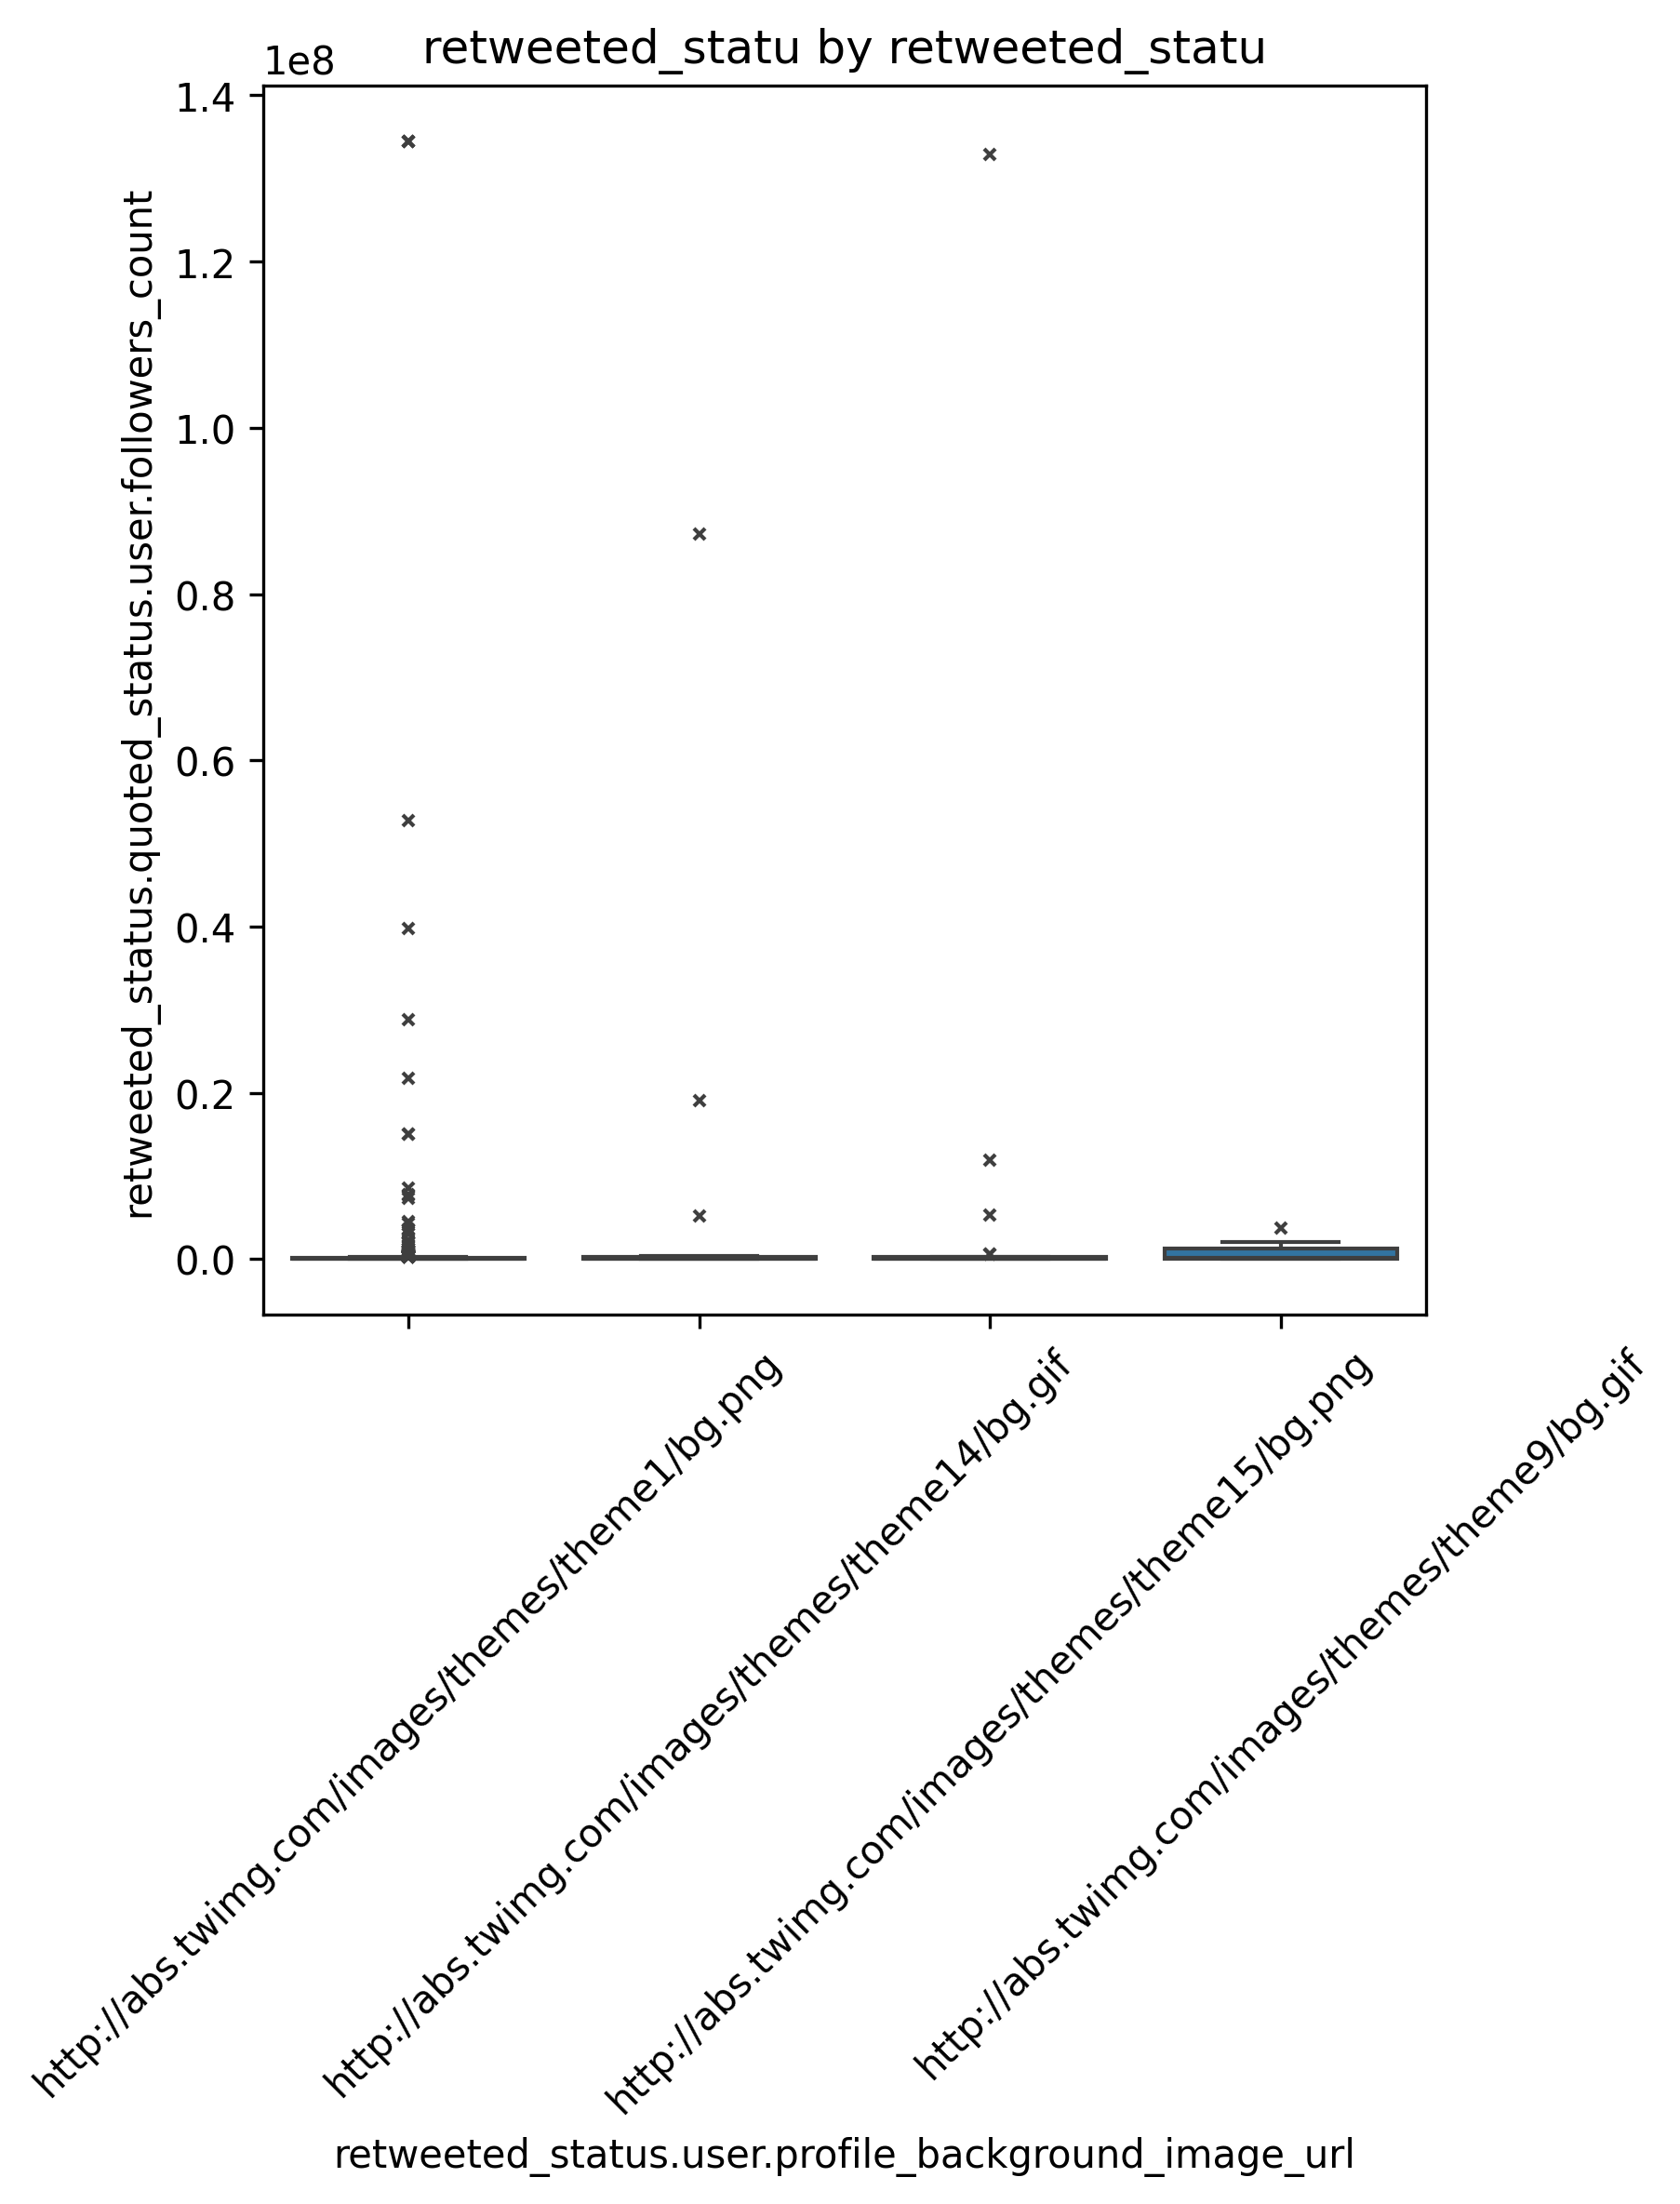 retweeted_statu by retweeted_statu
1e8
1.4
1.2
1.0
0.8
0.6
0.4
0.2
0.0
retweeted_status.quoted_status.user.followers_count
http://abs.twimg.com/images/themes/theme1/bg.png
http://abs.twimg.com/images/themes/theme14/bg.gif
http://abs.twimg.com/images/themes/theme15/bg.png
http://abs.twimg.com/images/themes/theme9/bg.gif
retweeted_status.user.profile_background_image_url